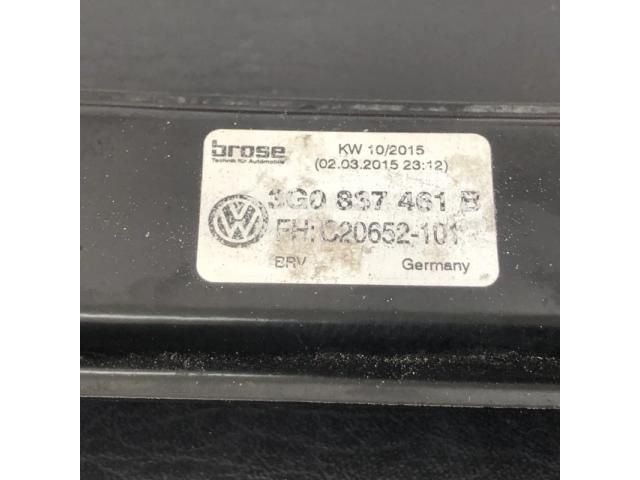 brose
Technik für Automobile
KW 10/2015
(02.03.2015 23:12)
3G0 837 461 B
FH: C20652-101
BRV
Germany